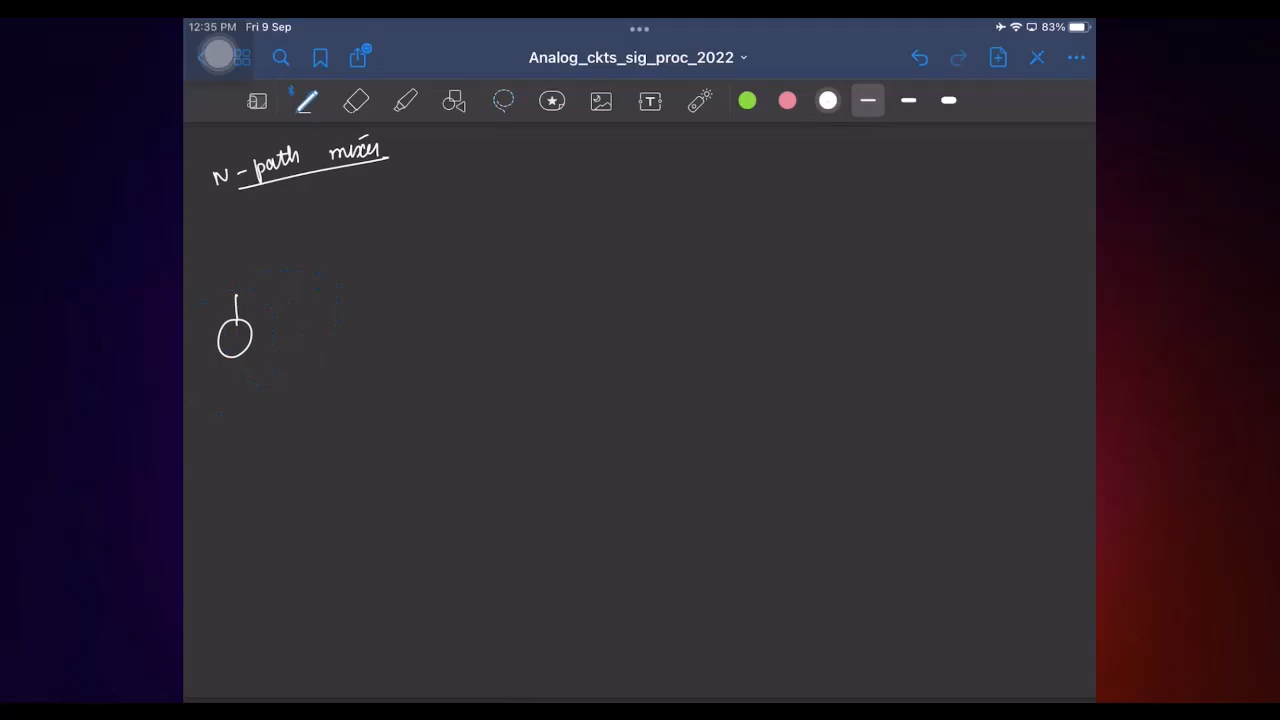 12:35 PM Fri 9 Sep
83%
Analog_ckts_sig_proc_2022
T
N-path mixer